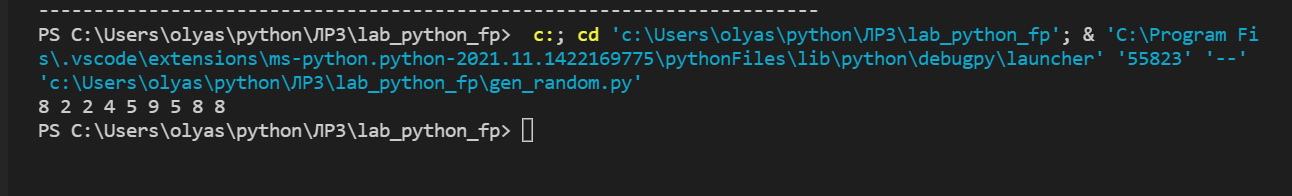 --------------------------------------------------------------------
PS C:\Users\olyas\python\ЛР3\lab_python_fp>  c:; cd 'c:\Users\olyas\python\ЛР3\lab_python_fp'; & 'C:\Program Fi
s\.vscode\extensions\ms-python.python-2021.11.1422169775\pythonFiles\lib\python\debugpy\launcher' '55823' '--'
'c:\Users\olyas\python\ЛР3\lab_python_fp\gen_random.py'
8 2 2 4 5 9 5 8 8
PS C:\Users\olyas\python\ЛР3\lab_python_fp>